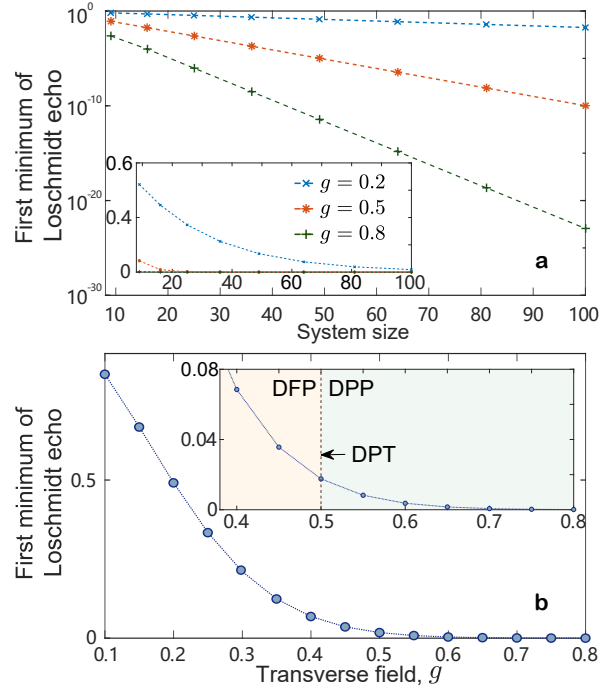 10⁰
10⁻¹⁰
10⁻²⁰
10⁻³⁰
First minimum of
Loschmidt echo
0.6
0.4
0
20 40 60 80 100
g = 0.2
g = 0.5
g = 0.8
a
10 20 30 40 50 60 70 80 90 100
System size
0.5
0
First minimum of
Loschmidt echo
0.08
0.04
0
DFP DPP
DPT
0.4 0.5 0.6 0.7 0.8
b
0.1 0.2 0.3 0.4 0.5 0.6 0.7 0.8
Transverse field, g